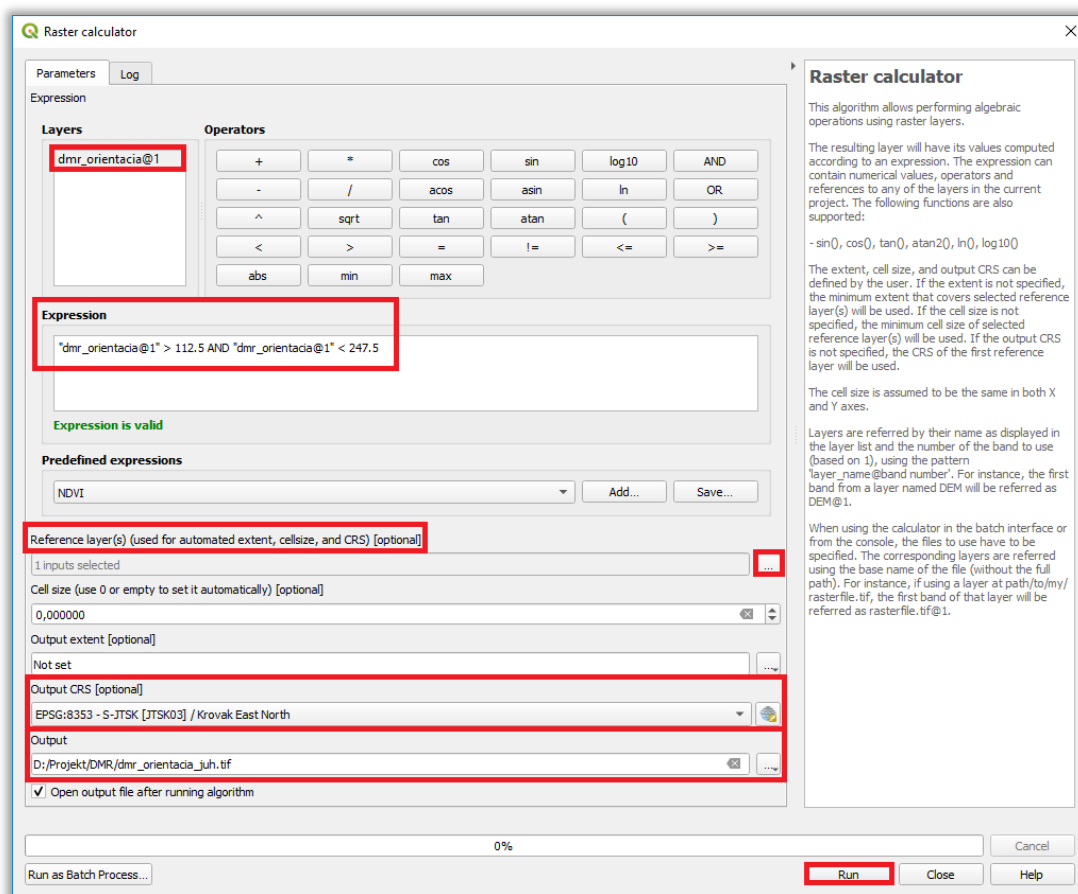 Raster calculator
Parameters
Log
Expression
Layers
dmr_orientacia@1
Operators
+ * cos sin log10 AND
- / acos asin ln OR
^ sqrt tan atan ( )
< > = != <= >=
abs min max
Expression
"dmr_orientacia@1" > 112.5 AND "dmr_orientacia@1" < 247.5
Expression is valid
Predefined expressions
NDVI
Add...
Save...
Reference layer(s) (used for automated extent, cellsize, and CRS) [optional]
1 inputs selected
...
Cell size (use 0 or empty to set it automatically) [optional]
0,000000
Output extent [optional]
Not set
...
Output CRS [optional]
EPSG:8353 - S-JTSK [JTSK03] / Krovak East North
Output
D:/Projekt/DMR/dmr_orientacia_juh.tif
...
Open output file after running algorithm
Raster calculator
This algorithm allows performing algebraic
operations using raster layers.
The resulting layer will have its values computed
according to an expression. The expression can
contain numerical values, operators and
references to any of the layers in the current
project. The following functions are also
supported:
- sin(), cos(), tan(), atan2(), ln(), log10()
The extent, cell size, and output CRS can be
defined by the user. If the extent is not specified,
the minimum extent that covers selected reference
layer(s) will be used. If the cell size is not
specified, the minimum cell size of selected
reference layer(s) will be used. If the output CRS
is not specified, the CRS of the first reference
layer will be used.
The cell size is assumed to be the same in both X
and Y axes.
Layers are referred by their name as displayed in
the layer list and the number of the band to use
(based on 1), using the pattern
'layer_name@band number'. For instance, the first
band from a layer named DEM will be referred as
DEM@1.
When using the calculator in the batch interface or
from the console, the files to use have to be
specified. The corresponding layers are referred
using the base name of the file (without the full
path). For instance, if using a layer at path/to/my/
rasterfile.tif, the first band of that layer will be
referred as rasterfile.tif@1.
0%
Cancel
Run as Batch Process...
Run
Close
Help